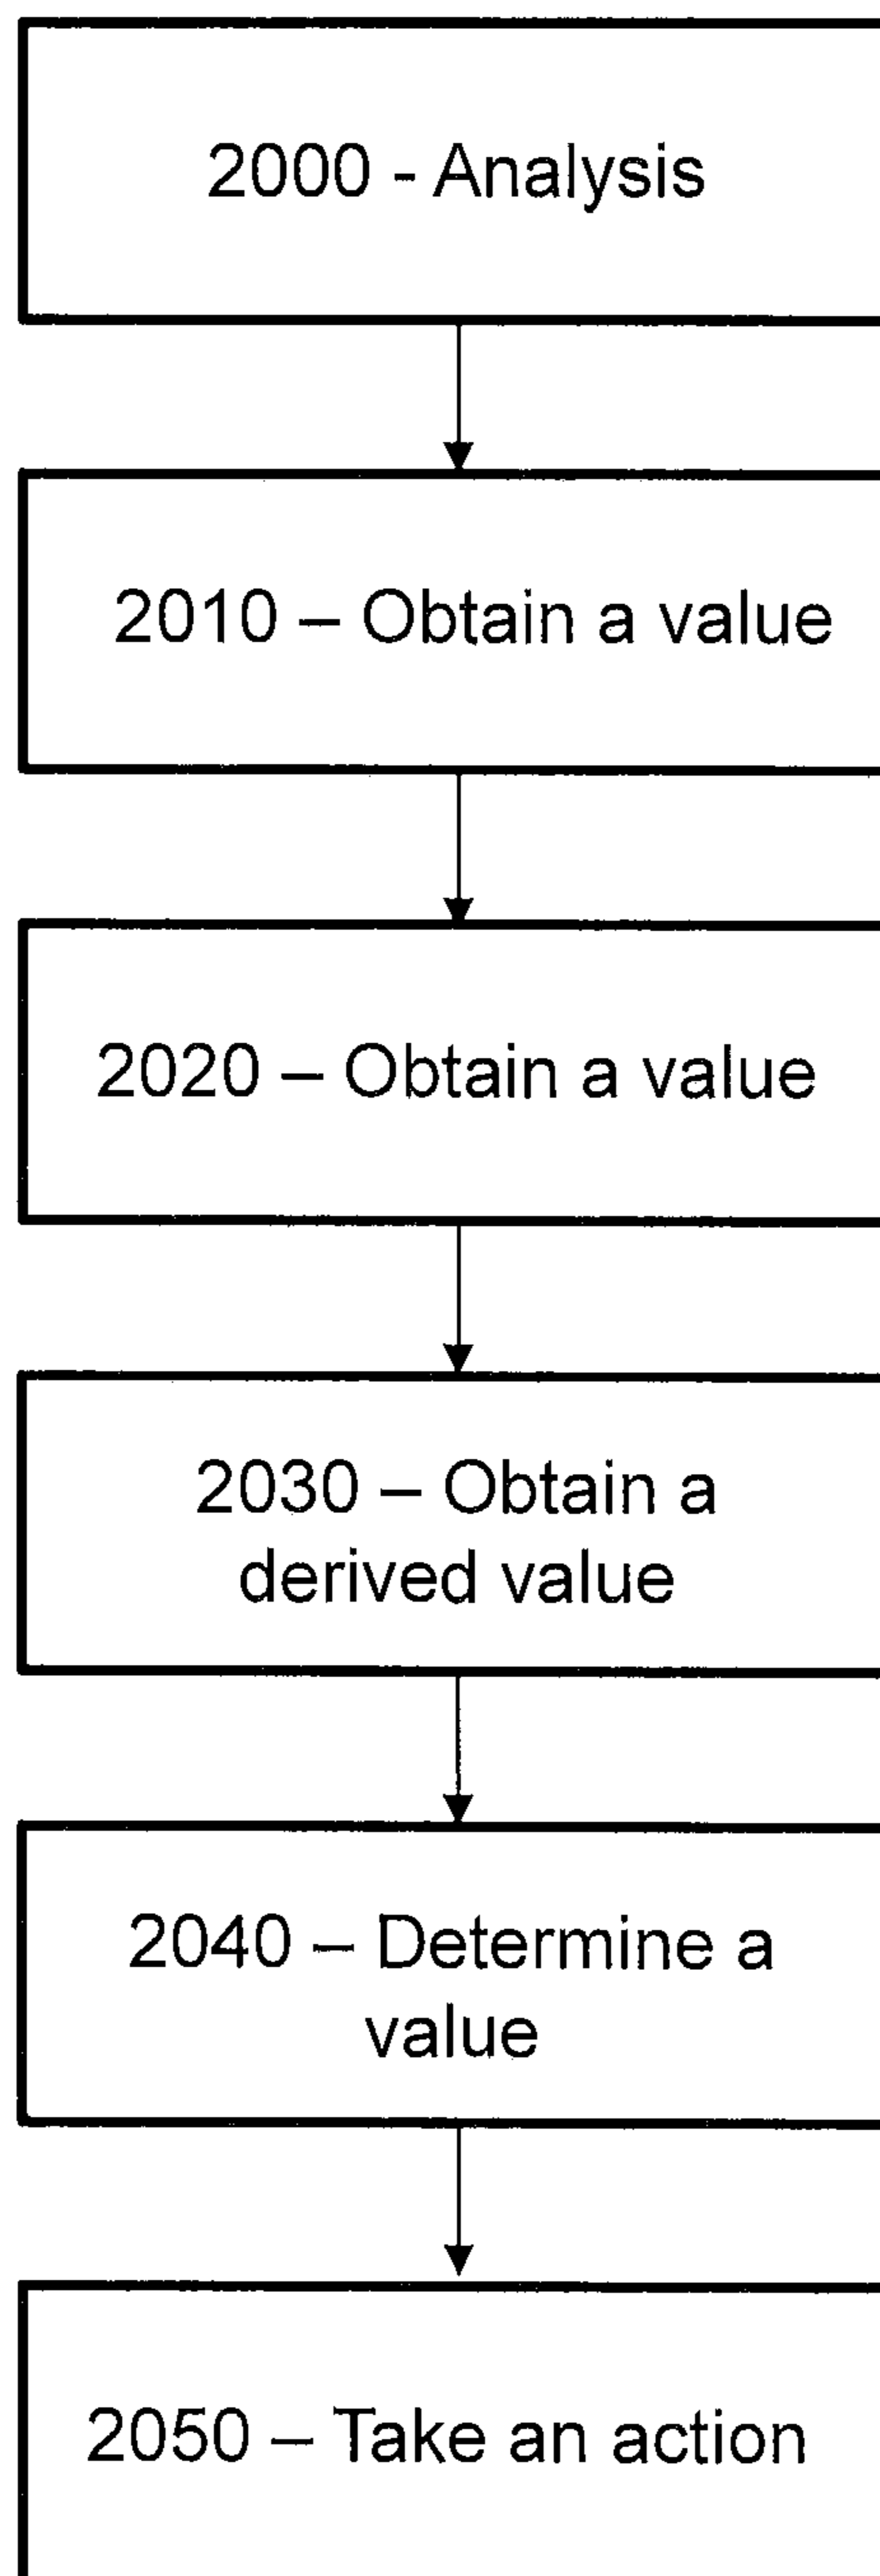 2000 - Analysis
2010 – Obtain a value
2020 – Obtain a value
2030 – Obtain a
derived value
2040 – Determine a
value
2050 – Take an action